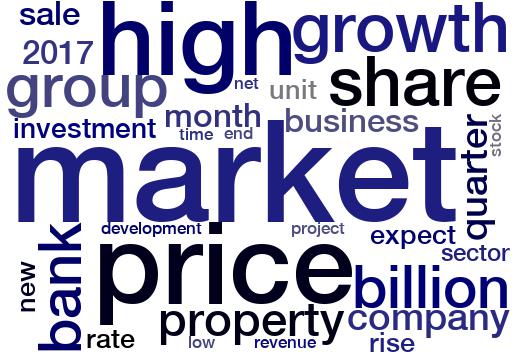 sale
high
growth
2017
group
net
unit
share
investment
month
time
end
business
market
quarter
stock
development
project
expect
sector
new
bank
price
billion
property
company
rate
low
revenue
rise